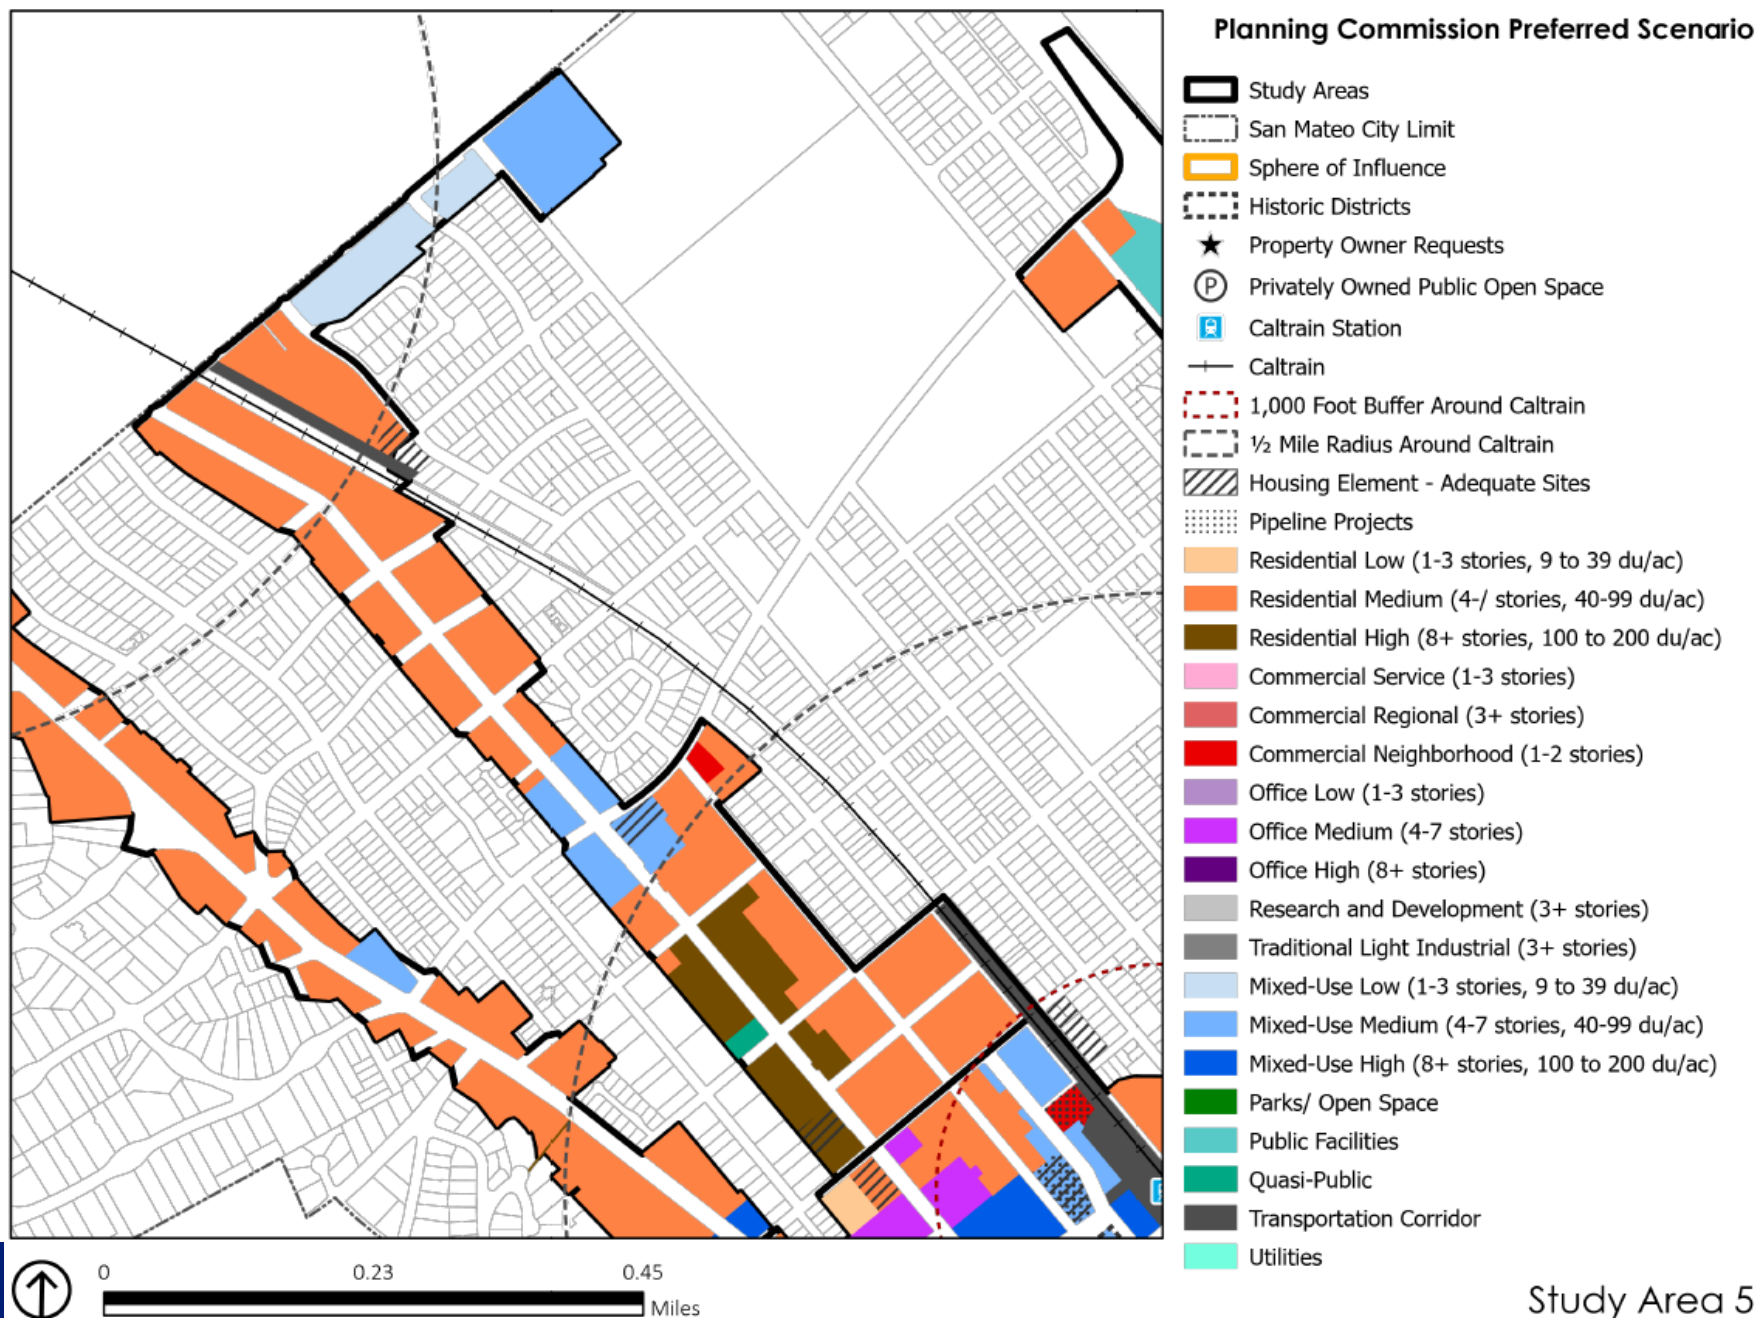 Planning Commission Preferred Scenario
Study Areas
San Mateo City Limit
Sphere of Influence
Historic Districts
Property Owner Requests
P
Privately Owned Public Open Space
Caltrain Station
Caltrain
1,000 Foot Buffer Around Caltrain
½ Mile Radius Around Caltrain
Housing Element - Adequate Sites
Pipeline Projects
Residential Low (1-3 stories, 9 to 39 du/ac)
Residential Medium (4-/ stories, 40-99 du/ac)
Residential High (8+ stories, 100 to 200 du/ac)
Commercial Service (1-3 stories)
Commercial Regional (3+ stories)
Commercial Neighborhood (1-2 stories)
Office Low (1-3 stories)
Office Medium (4-7 stories)
Office High (8+ stories)
Research and Development (3+ stories)
Traditional Light Industrial (3+ stories)
Mixed-Use Low (1-3 stories, 9 to 39 du/ac)
Mixed-Use Medium (4-7 stories, 40-99 du/ac)
Mixed-Use High (8+ stories, 100 to 200 du/ac)
Parks/ Open Space
Public Facilities
Quasi-Public
Transportation Corridor
Utilities
0 0.23 0.45
Miles
Study Area 5